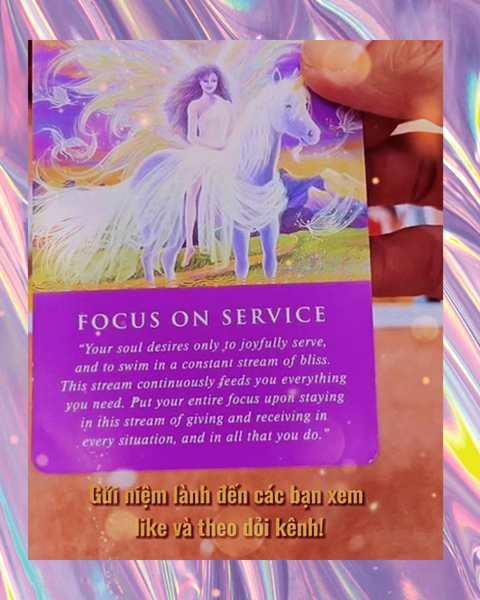 FOCUS ON SERVICE
“Your soul desires only to joyfully serve,
and to swim in a constant stream of bliss.
This stream continuously feeds you everything
you need. Put your entire focus upon staying
in this stream of giving and receiving in
every situation, and in all that you do.”
Gửi niệm lành đến các bạn xem
like và theo dỏi kênh!